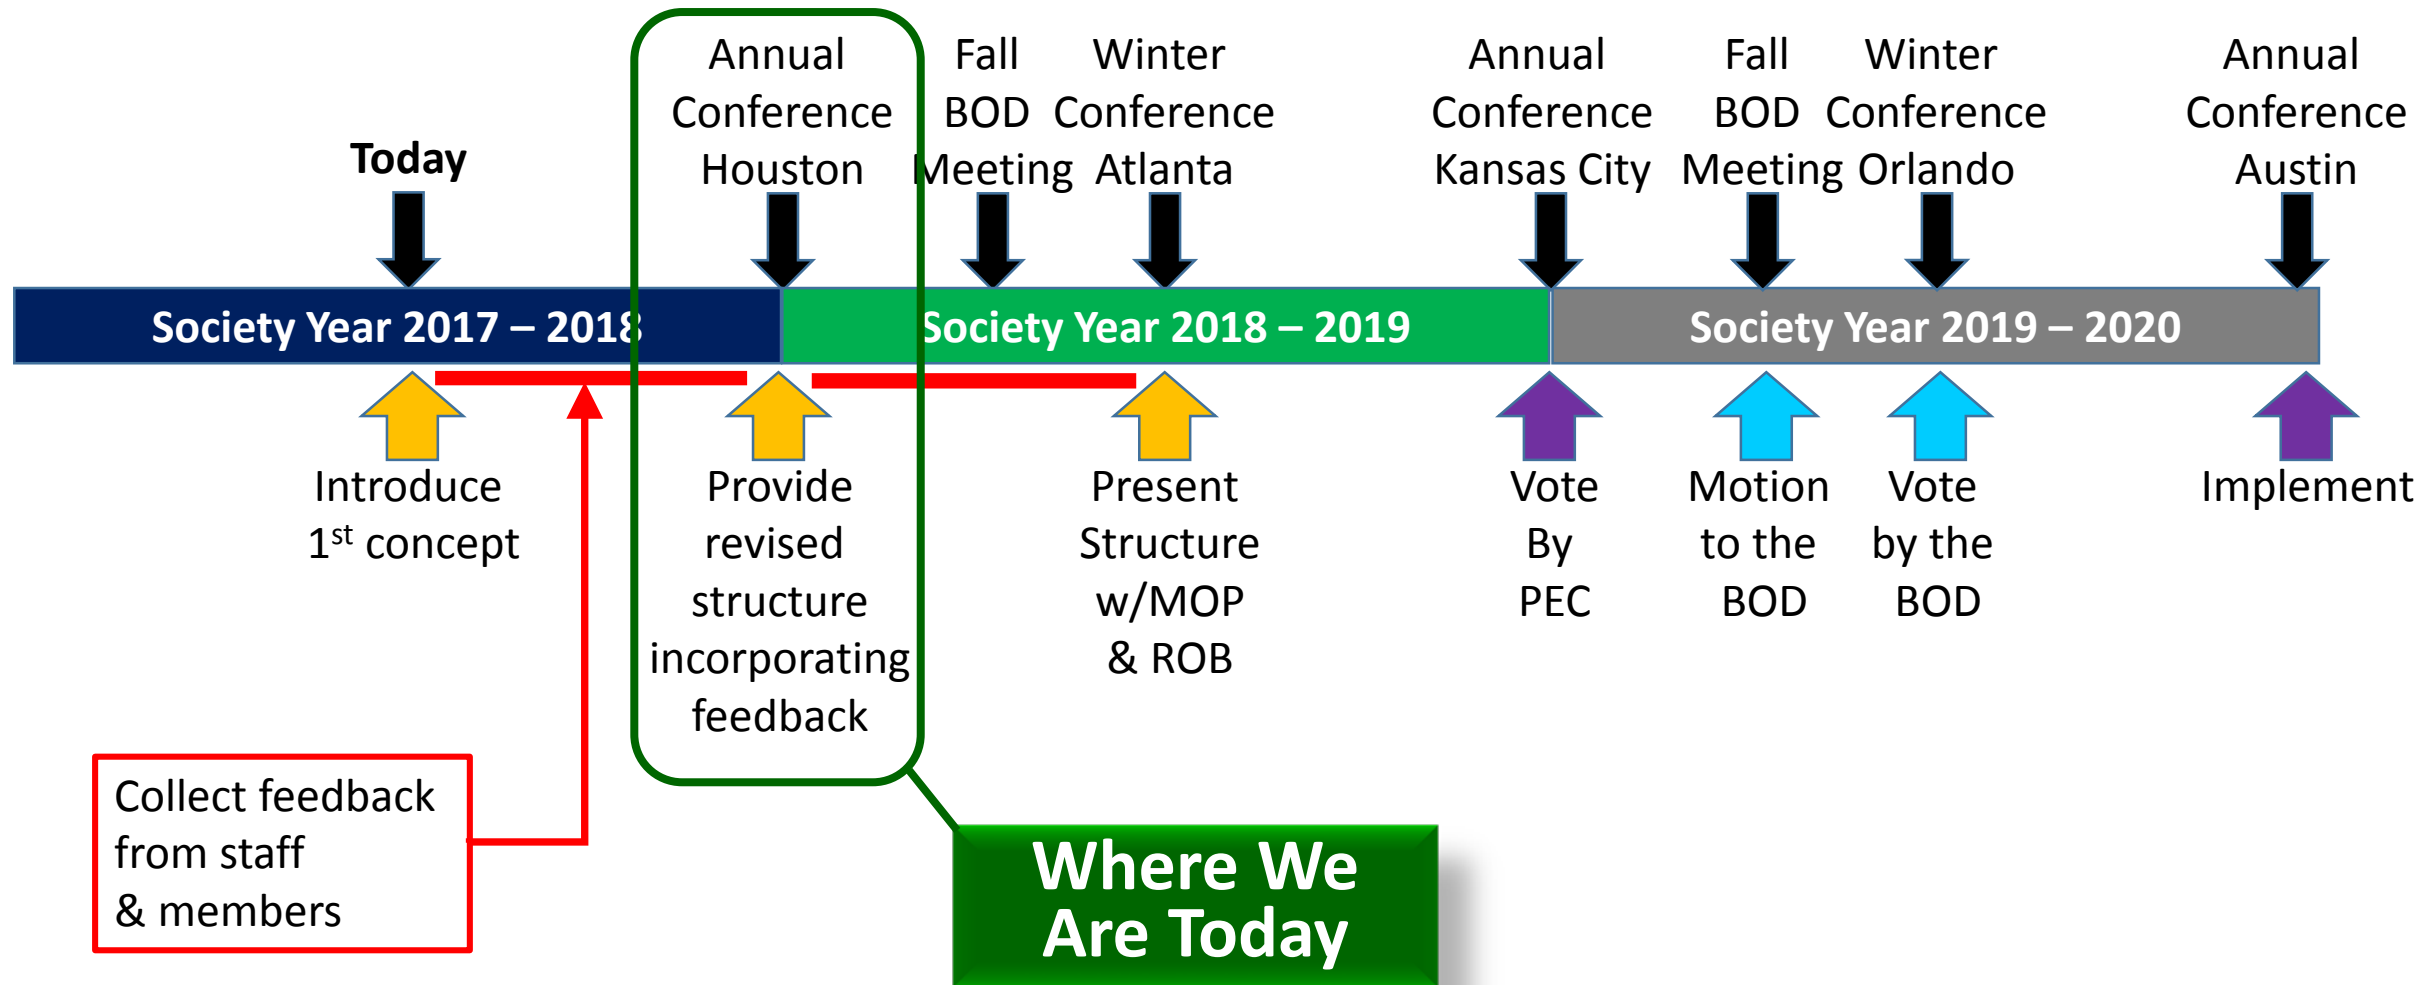 Today
Annual
Conference
Houston
Fall
BOD
Meeting
Winter
Conference
Atlanta
Annual
Conference
Kansas City
Fall
BOD
Meeting
Winter
Conference
Orlando
Annual
Conference
Austin
Society Year 2017 – 2018
Society Year 2018 – 2019
Society Year 2019 – 2020
Introduce
1st concept
Provide
revised
structure
incorporating
feedback
Present
Structure
w/MOP
& ROB
Vote
By
PEC
Motion
to the
BOD
Vote
by the
BOD
Implement
Collect feedback
from staff
& members
Where We
Are Today